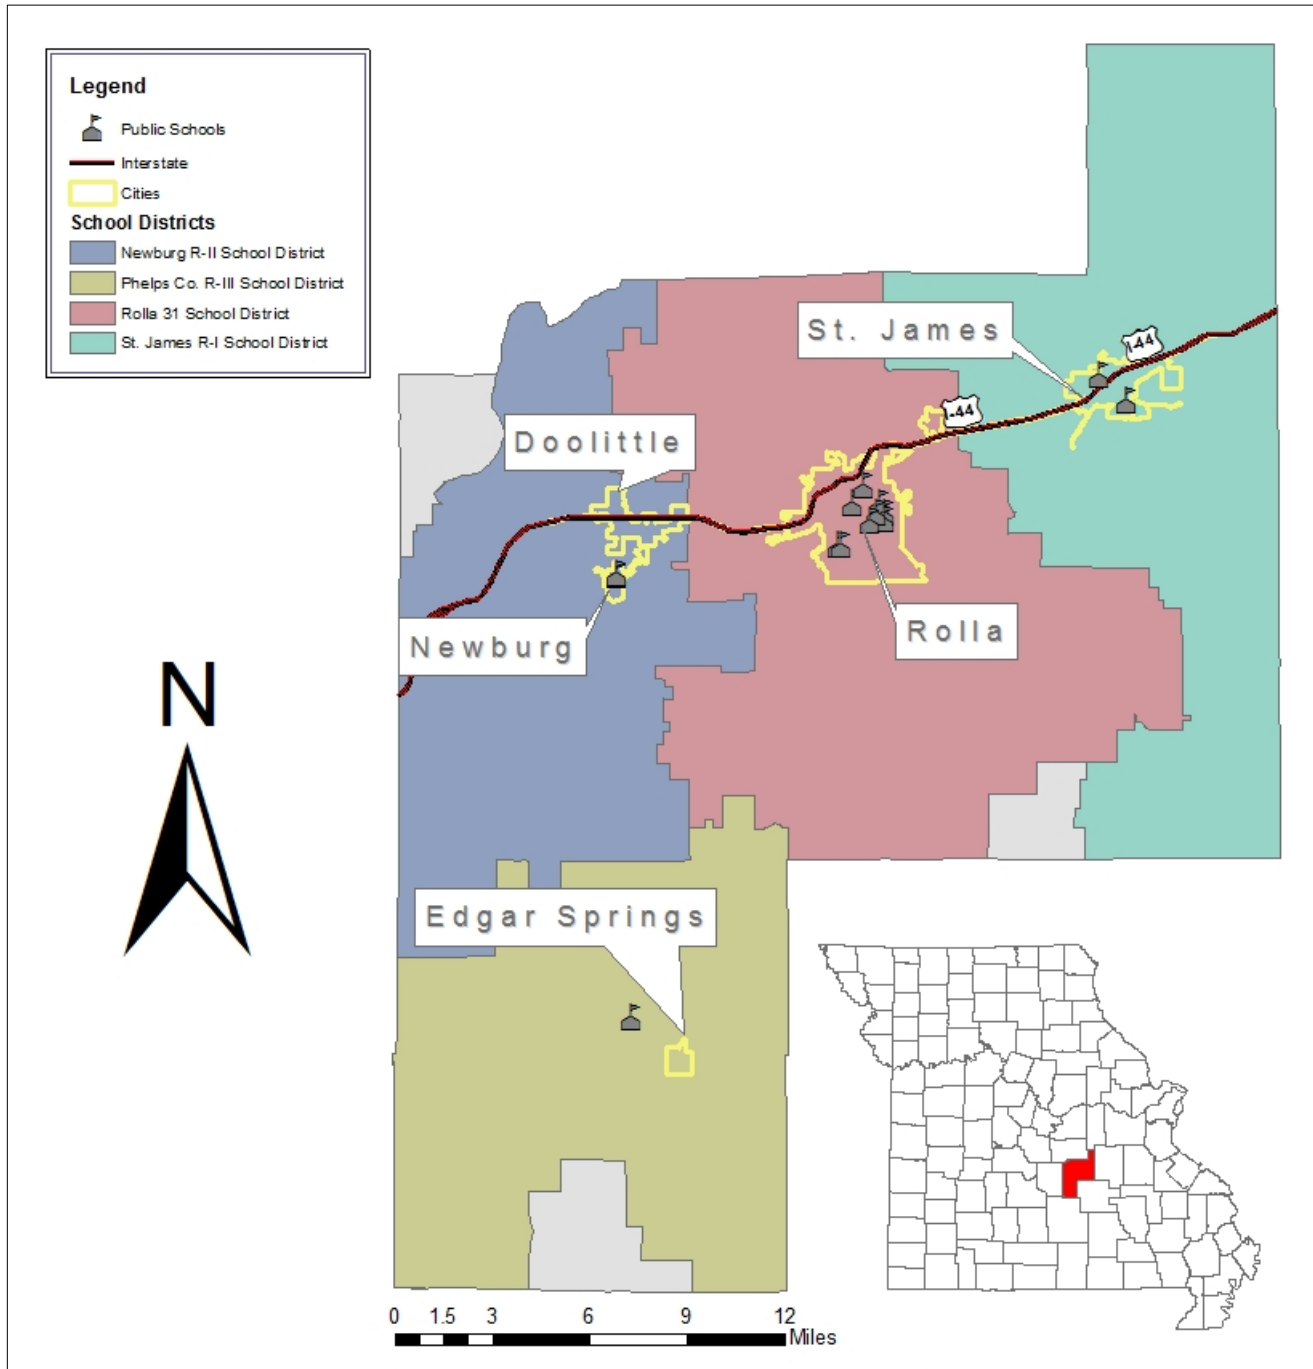 Legend
Public Schools
Interstate
Cities
School Districts
Newburg R-II School District
Phelps Co. R-III School District
Rolla 31 School District
St. James R-I School District
St. James
I-44
I-44
Doolittle
Newburg
Rolla
N
Edgar Springs
0 1.5 3 6 9 12
Miles